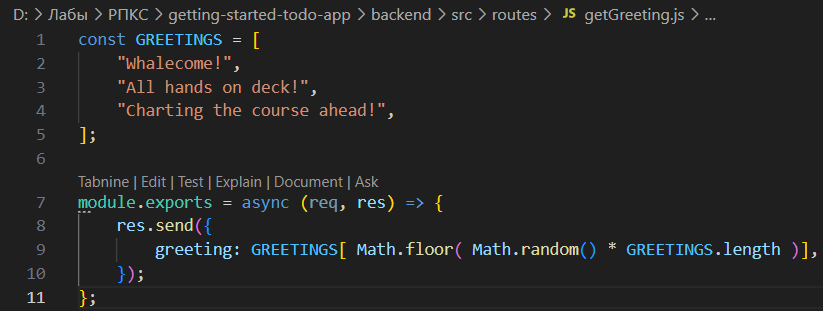 D: > Лабы > РПКС > getting-started-todo-app > backend > src > routes > JS getGreeting.js > ...
1 const GREETINGS = [
2     "Whalecome!",
3     "All hands on deck!",
4     "Charting the course ahead!",
5 ];
6
Tabnine | Edit | Test | Explain | Document | Ask
7 module.exports = async (req, res) => {
8     res.send({
9         greeting: GREETINGS[ Math.floor( Math.random() * GREETINGS.length )],
10     });
11 };